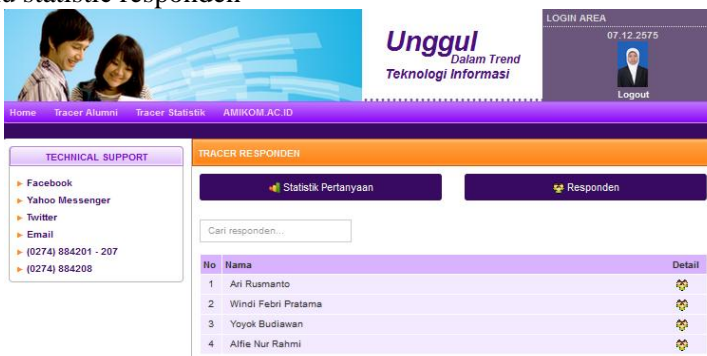 statistic responden
Unggul
Dalam Trend
Teknologi Informasi
LOGIN AREA
07.12.2575
Logout
Home Tracer Alumni Tracer Statistik AMIKOM.AC.ID
TECHNICAL SUPPORT
Facebook
Yahoo Messenger
Twitter
Email
(0274) 884201 - 207
(0274) 884208
TRACER RESPONDEN
Statistik Pertanyaan Responden
Cari responden...
No Nama Detail
1 Ari Rusmanto
2 Windi Febri Pratama
3 Yoyok Budiawan
4 Alfie Nur Rahmi